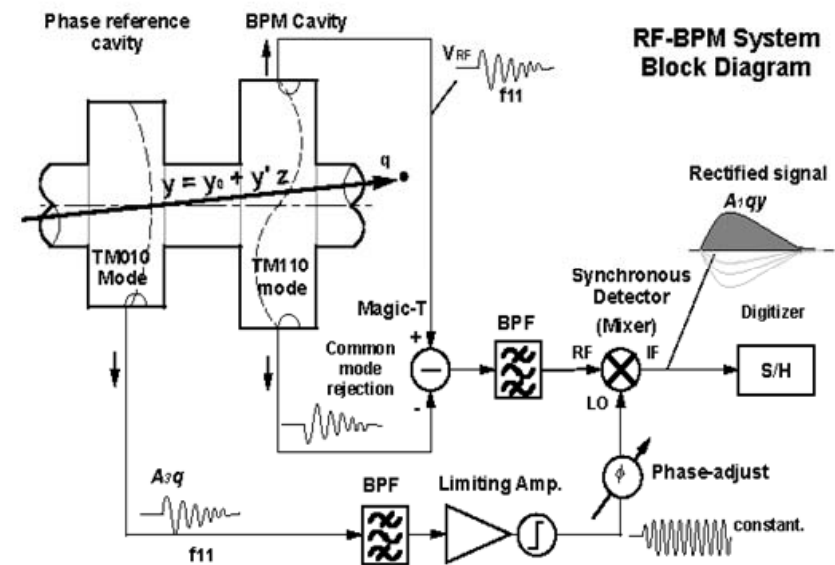 Phase reference
cavity
BPM Cavity
RF-BPM System
Block Diagram
VRF
f11
q
y = y0 + y' z
Rectified signal
A1qy
TM010
Mode
TM110
mode
Synchronous
Detector
(Mixer)
Digitizer
Magic-T
+
-
Common
mode
rejection
BPF
RF
IF
LO
S/H
A3q
f11
BPF
Limiting Amp.
ϕ
Phase-adjust
constant.